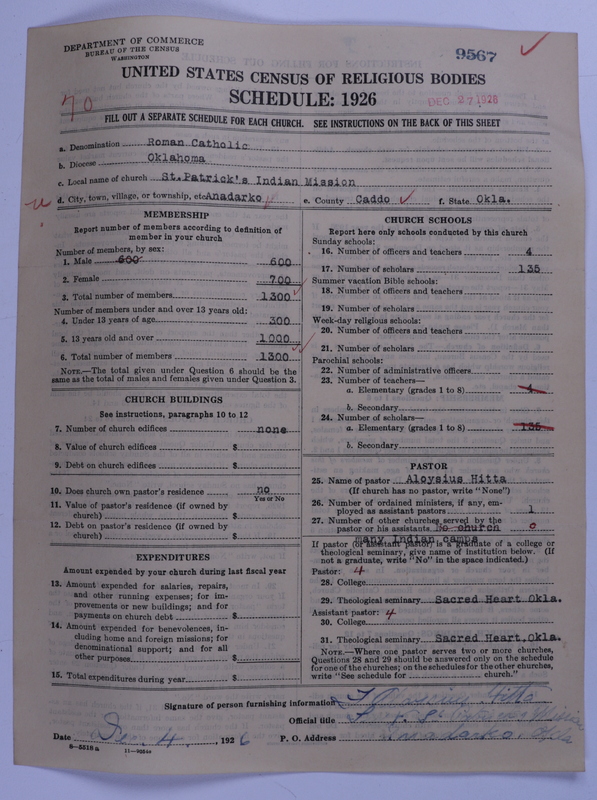 DEPARTMENT OF COMMERCE
BUREAU OF THE CENSUS
WASHINGTON
9567
UNITED STATES CENSUS OF RELIGIOUS BODIES
SCHEDULE: 1926
70
DEC 27 1926
FILL OUT A SEPARATE SCHEDULE FOR EACH CHURCH. SEE INSTRUCTIONS ON THE BACK OF THIS SHEET
a. Denomination Roman Catholic
b. Diocese Oklahoma
c. Local name of church St.Patrick's Indian Mission
d. City, town, village, or township, etc Anadarko e. County Caddo f. State Okla.
MEMBERSHIP
Report number of members according to definition of member in your church
Number of members, by sex:
1. Male 600 600
2. Female 700
3. Total number of members 1300
Number of members under and over 13 years old:
4. Under 13 years of age 300
5. 13 years old and over 1000
6. Total number of members 1300
NOTE.—The total given under Question 6 should be the
same as the total of males and females given under Question 3.
CHURCH BUILDINGS
See instructions, paragraphs 10 to 12
7. Number of church edifices none
8. Value of church edifices $
9. Debt on church edifices $
10. Does church own pastor's residence no
Yes or No
11. Value of pastor's residence (if owned by
church) $
12. Debt on pastor's residence (if owned by
church) $
EXPENDITURES
Amount expended by your church during last fiscal year
13. Amount expended for salaries, repairs,
and other running expenses; for im-
provements or new buildings; and for
payments on church debt $
14. Amount expended for benevolences, in-
cluding home and foreign missions; for
denominational support; and for all
other purposes $
15. Total expenditures during year $
CHURCH SCHOOLS
Report here only schools conducted by this church
Sunday schools:
16. Number of officers and teachers 4
17. Number of scholars 135
Summer vacation Bible schools:
18. Number of officers and teachers
19. Number of scholars
Week-day religious schools:
20. Number of officers and teachers
21. Number of scholars
Parochial schools:
22. Number of administrative officers
23. Number of teachers—
a. Elementary (grades 1 to 8) 4
b. Secondary
24. Number of scholars—
a. Elementary (grades 1 to 8) 135
b. Secondary
PASTOR
25. Name of pastor Aloysius Hitta
(If church has no pastor, write "None")
26. Number of ordained ministers, if any, em-
ployed as assistant pastors 1
27. Number of other churches served by the
pastor or his assistants No church 0
many Indian camps
If pastor (or assistant pastor) is a graduate of a college or
theological seminary, give name of institution below. (If
not a graduate, write "No" in the space indicated.)
Pastor: 4
28. College
29. Theological seminary Sacred Heart Okla.
Assistant pastor: 4
30. College
31. Theological seminary Sacred Heart,Okla.
NOTE.—Where one pastor serves two or more churches,
Questions 28 and 29 should be answered only on the schedule
for one of the churches; on the schedules for the other churches,
write "See schedule for church."
Signature of person furnishing information Aloysius Hitta
Official title
Date Dec. 4, 1926 P. O. Address Anadarko, Okla
8—5518 a 11—9254